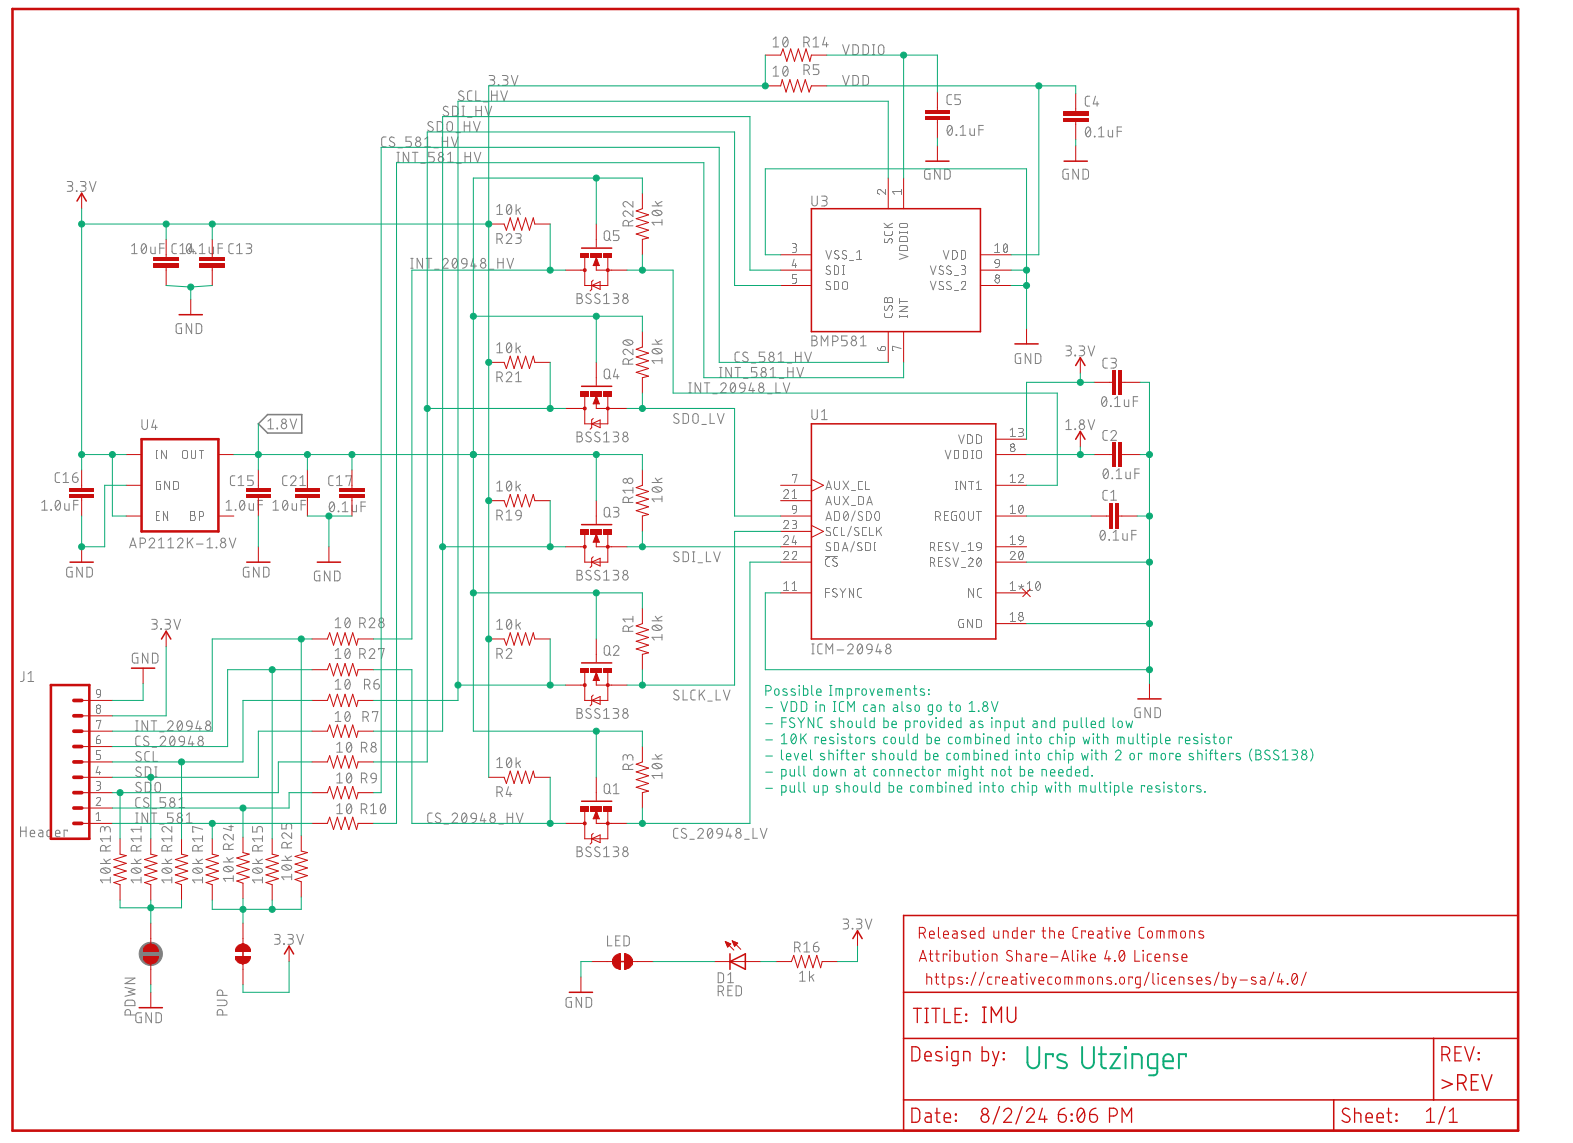 10 R14 VDDIO
10 R5 VDD
3.3V
SCL_HV
SDI_HV
SDO_HV
CS_581_HV
INT_581_HV
C5
0.1uF
GND
C4
0.1uF
GND
3.3V
10uF C14
0.1uF C13
GND
10k
R23
R22
10k
Q5
BSS138
INT_20948_HV
U3
2
1
SCK
VDDIO
3 VSS_1
4 SDI
5 SDO
VDD 10
VSS_3 9
VSS_2 8
CSB
INT
6
7
BMP581
GND
CS_581_HV
INT_581_HV
INT_20948_LV
10k
R21
R20
10k
Q4
BSS138
SDO_LV
3.3V
C3
0.1uF
1.8V
C2
0.1uF
C1
0.1uF
U1
VDD 13
VDDIO 8
7 AUX_CL
21 AUX_DA
9 AD0/SDO
23 SCL/SCLK
24 SDA/SDI
22 CS
11 FSYNC
INT1 12
REGOUT 10
RESV_19 19
RESV_20 20
NC 1*10
GND 18
ICM-20948
GND
U4
1.8V
IN OUT
GND
EN BP
AP2112K-1.8V
C16
1.0uF
GND
C15
1.0uF
GND
C21
10uF
C17
0.1uF
GND
10k
R19
R18
10k
Q3
BSS138
SDI_LV
10k
R2
R1
10k
Q2
BSS138
SLCK_LV
10k
R4
R3
10k
Q1
BSS138
CS_20948_HV
CS_20948_LV
3.3V
GND
J1
9
8
7 INT_20948
6 CS_20948
5 SCL
4 SDI
3 SDO
2 CS_581
1 INT_581
Header
10 R28
10 R27
10 R6
10 R7
10 R8
10 R9
10 R10
10k R13
10k R11
10k R12
10k R17
10k R24
10k R15
10k R25
PDWN
GND
PUP
3.3V
Possible Improvements:
- VDD in ICM can also go to 1.8V
- FSYNC should be provided as input and pulled low
- 10K resistors could be combined into chip with multiple resistor
- level shifter should be combined into chip with 2 or more shifters (BSS138)
- pull down at connector might not be needed.
- pull up should be combined into chip with multiple resistors.
LED
GND
D1
RED
R16
1k
3.3V
Released under the Creative Commons
Attribution Share-Alike 4.0 License
https://creativecommons.org/licenses/by-sa/4.0/
TITLE: IMU
Design by: Urs Utzinger
REV:
>REV
Date: 8/2/24 6:06 PM
Sheet: 1/1